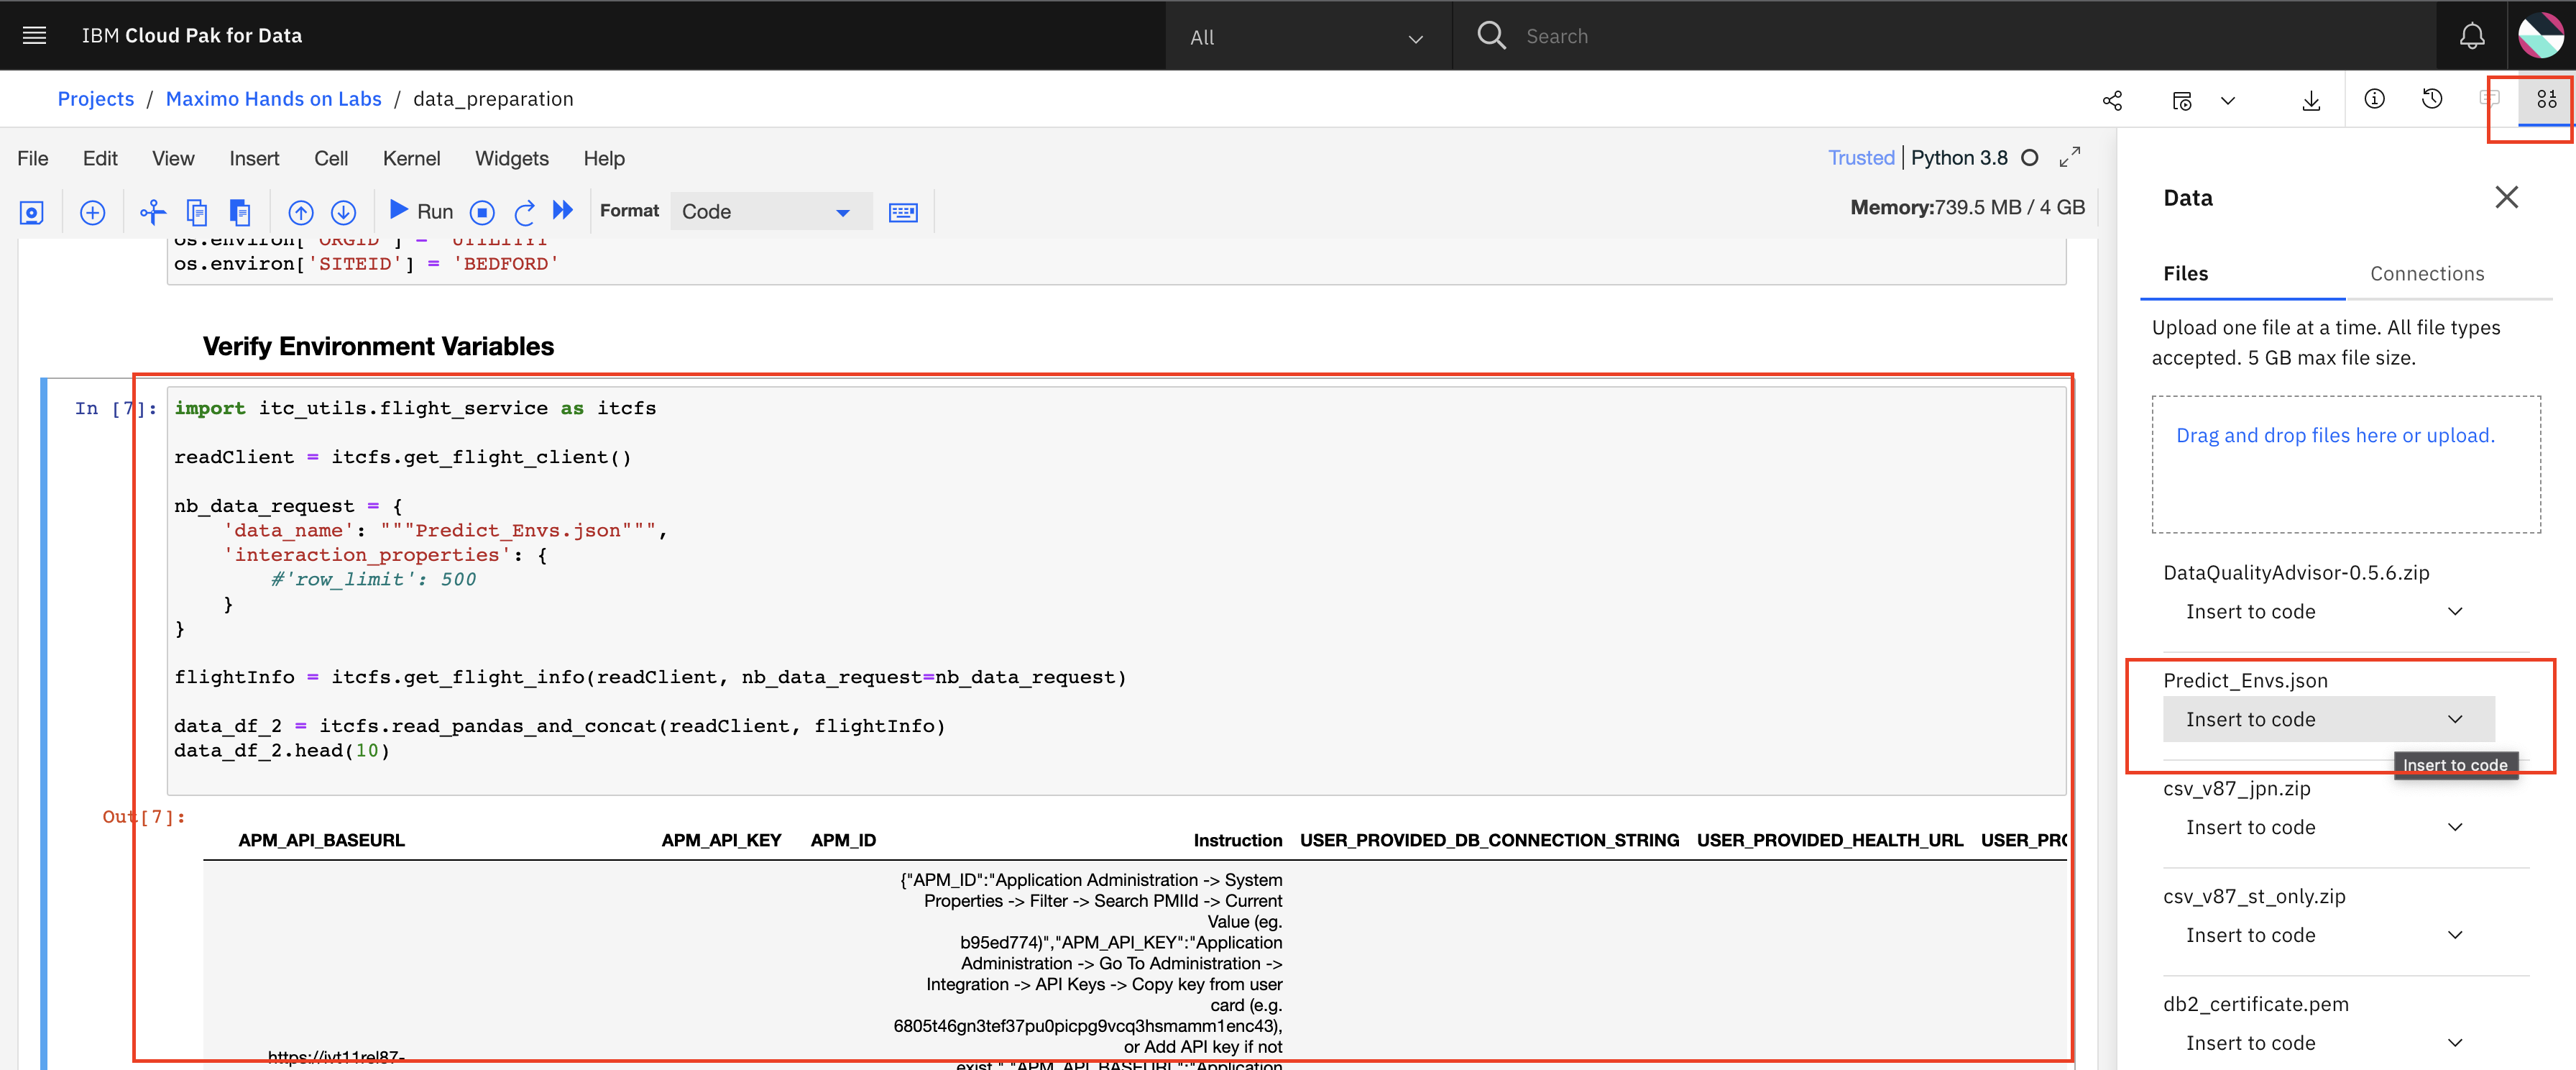 IBM Cloud Pak for Data
All
Search
Projects / Maximo Hands on Labs / data_preparation
File Edit View Insert Cell Kernel Widgets Help
Trusted Python 3.8
Run
Format Code
Memory:739.5 MB / 4 GB
os.environ['ORGID'] = 'UTILITY1'
os.environ['SITEID'] = 'BEDFORD'
Verify Environment Variables
In [7]:
import itc_utils.flight_service as itcfs
readClient = itcfs.get_flight_client()
nb_data_request = {
    'data_name': """Predict_Envs.json""",
    'interaction_properties': {
        #'row_limit': 500
    }
}
flightInfo = itcfs.get_flight_info(readClient, nb_data_request=nb_data_request)
data_df_2 = itcfs.read_pandas_and_concat(readClient, flightInfo)
data_df_2.head(10)
Out[7]:
APM_API_BASEURL APM_API_KEY APM_ID Instruction USER_PROVIDED_DB_CONNECTION_STRING USER_PROVIDED_HEALTH_URL USER_PRO
{"APM_ID":"Application Administration -> System
Properties -> Filter -> Search PMIId -> Current
Value (eg.
b95ed774)","APM_API_KEY":"Application
Administration -> Go To Administration ->
Integration -> API Keys -> Copy key from user
card (e.g.
6805t46gn3tef37pu0picpg9vcq3hsmamm1enc43),
or Add API key if not
https://ivt11rel87-
exist.","APM_API_BASEURL":"Application
Data
Files Connections
Upload one file at a time. All file types
accepted. 5 GB max file size.
Drag and drop files here or upload.
DataQualityAdvisor-0.5.6.zip
Insert to code
Predict_Envs.json
Insert to code
Insert to code
csv_v87_jpn.zip
Insert to code
csv_v87_st_only.zip
Insert to code
db2_certificate.pem
Insert to code